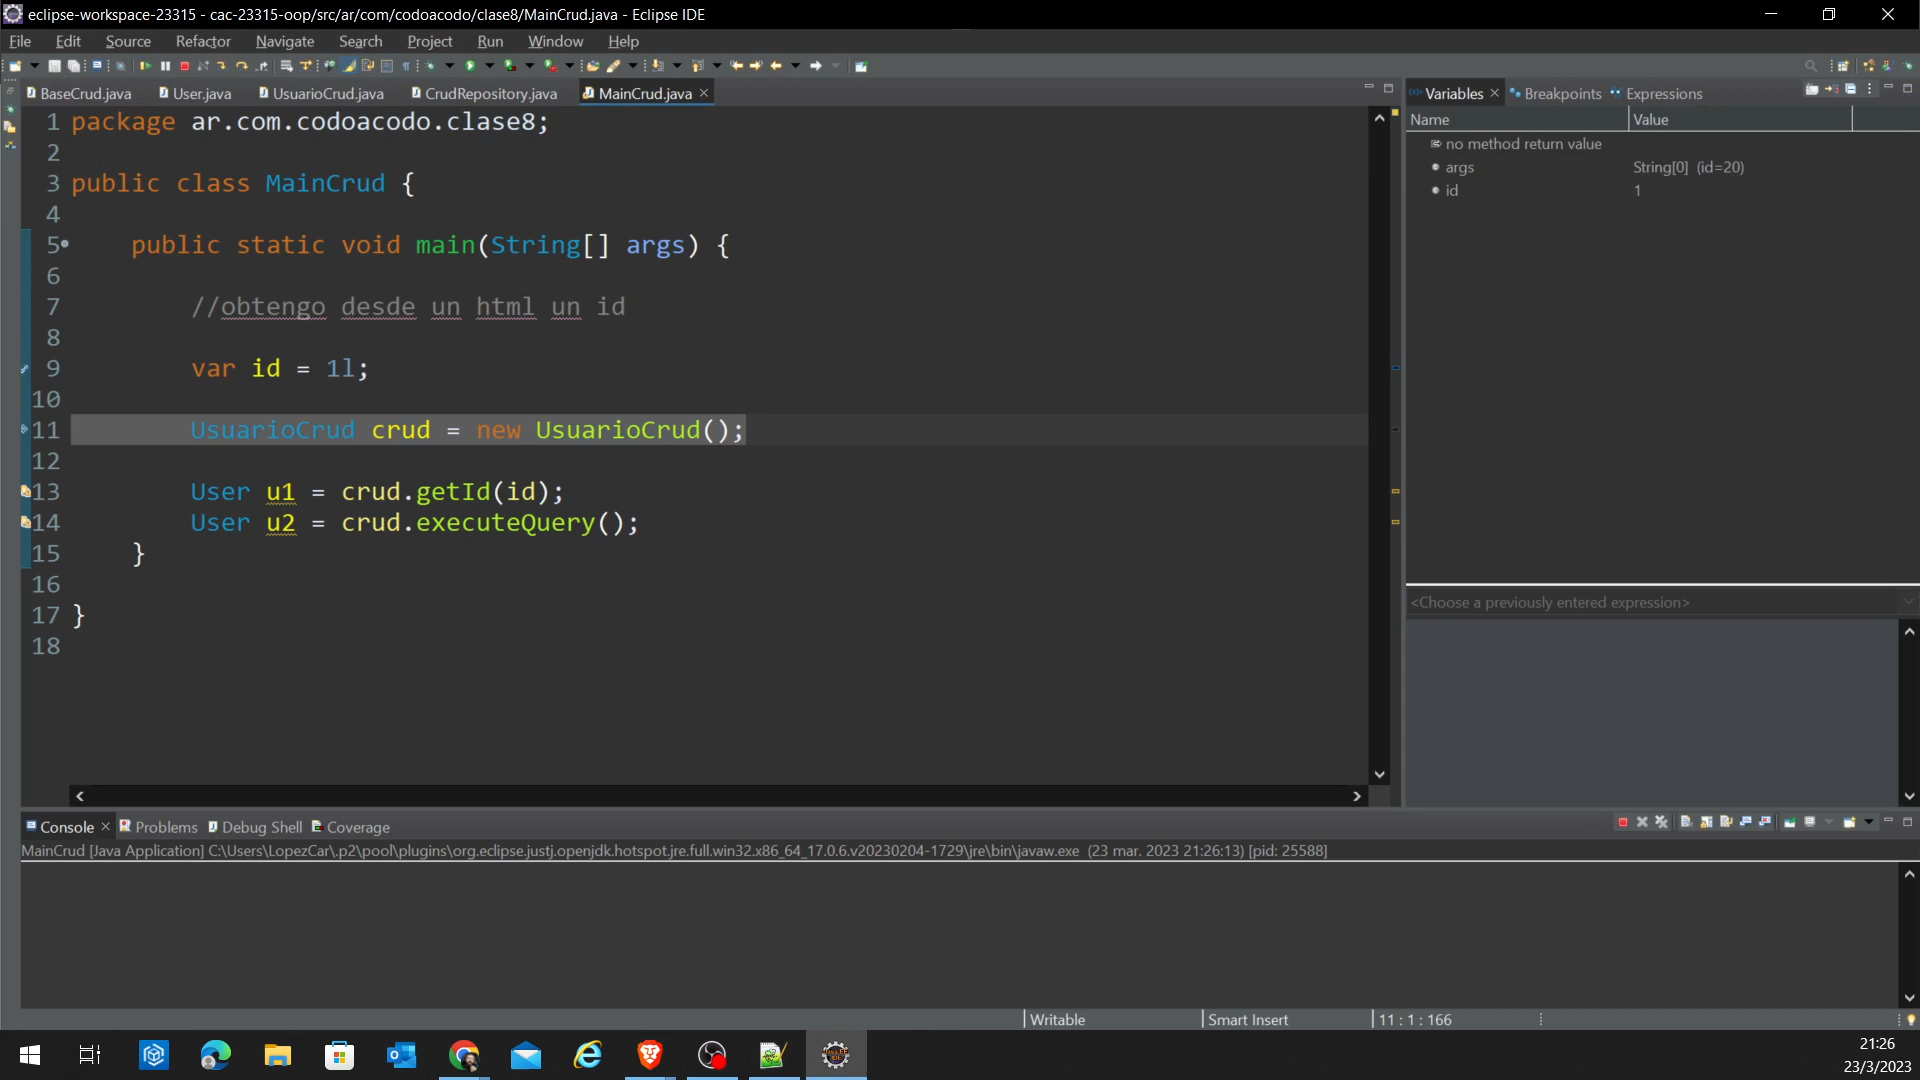 eclipse-workspace-23315 - cac-23315-oop/src/ar/com/codoacodo/clase8/MainCrud.java - Eclipse IDE
File Edit Source Refactor Navigate Search Project Run Window Help
BaseCrud.java User.java UsuarioCrud.java CrudRepository.java MainCrud.java
1 package ar.com.codoacodo.clase8;
2
3 public class MainCrud {
4
5 public static void main(String[] args) {
6
7 //obtengo desde un html un id
8
9 var id = 1l;
10
11 UsuarioCrud crud = new UsuarioCrud();
12
13 User u1 = crud.getId(id);
14 User u2 = crud.executeQuery();
15 }
16
17 }
18
Variables Breakpoints Expressions
Name Value
no method return value
args String[0] (id=20)
id 1
<Choose a previously entered expression>
Console Problems Debug Shell Coverage
MainCrud [Java Application] C:\Users\LopezCar\.p2\pool\plugins\org.eclipse.justj.openjdk.hotspot.jre.full.win32.x86_64_17.0.6.v20230204-1729\jre\bin\javaw.exe (23 mar. 2023 21:26:13) [pid: 25588]
Writable Smart Insert 11 : 1 : 166
21:26
23/3/2023